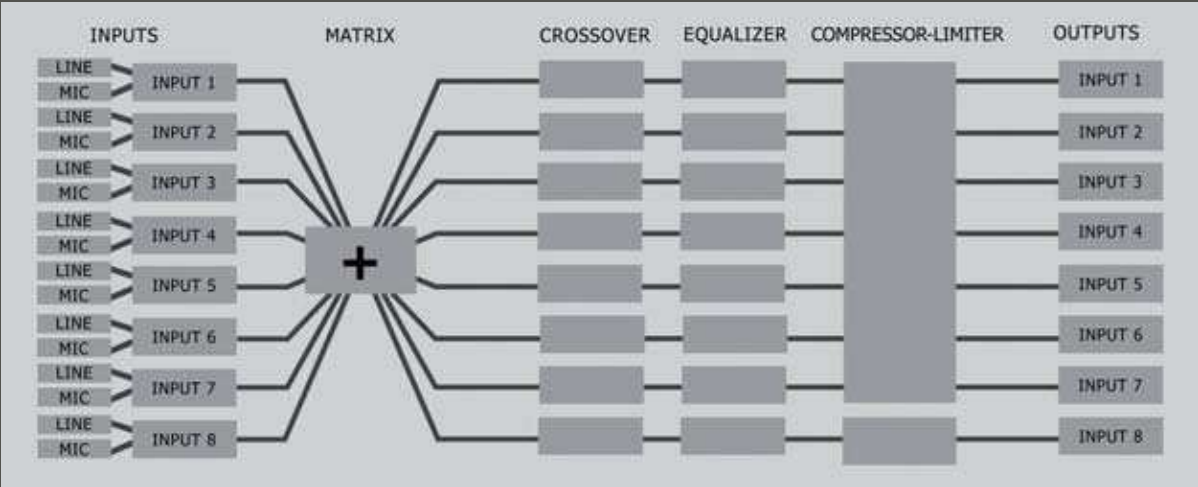 INPUTS MATRIX CROSSOVER EQUALIZER COMPRESSOR-LIMITER OUTPUTS
LINE
MIC
INPUT 1
INPUT 1
LINE
MIC
INPUT 2
INPUT 2
LINE
MIC
INPUT 3
INPUT 3
LINE
MIC
INPUT 4
INPUT 4
+
LINE
MIC
INPUT 5
INPUT 5
LINE
MIC
INPUT 6
INPUT 6
LINE
MIC
INPUT 7
INPUT 7
LINE
MIC
INPUT 8
INPUT 8